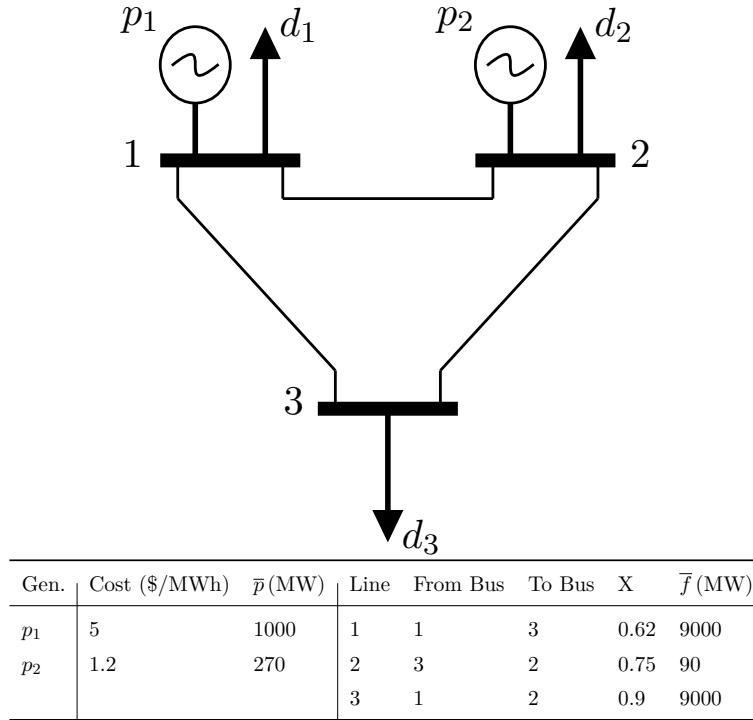 p₁ d₁ p₂ d₂
1 2
3
d₃
Gen. Cost ($/MWh) p̅ (MW) Line From Bus To Bus X f̅ (MW)
p₁ 5 1000 1 1 3 0.62 9000
p₂ 1.2 270 2 3 2 0.75 90
3 1 2 0.9 9000